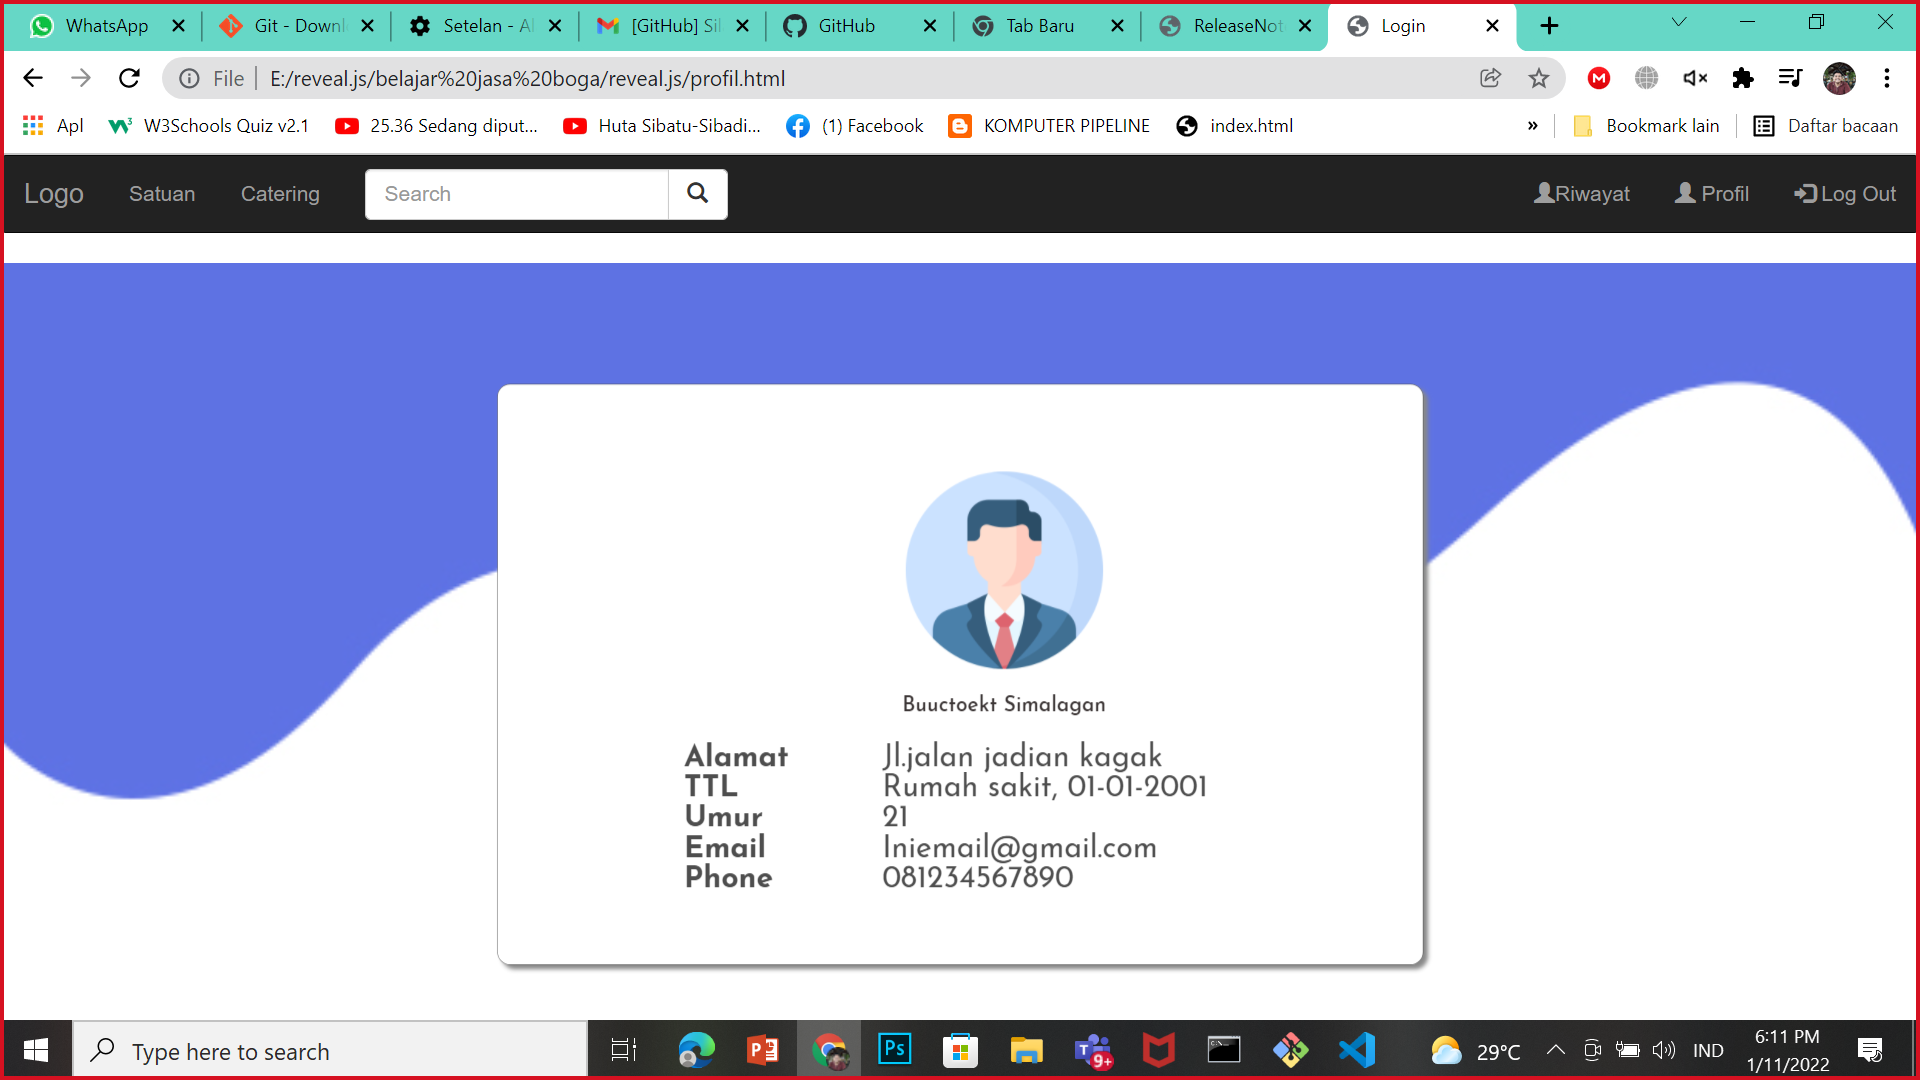 WhatsApp
Git - Downl
Setelan - Al
[GitHub] Sil
GitHub
Tab Baru
ReleaseNot
Login
File
E:/reveal.js/belajar%20jasa%20boga/reveal.js/profil.html
Apl
W3Schools Quiz v2.1
25.36 Sedang diput...
Huta Sibatu-Sibadi...
(1) Facebook
KOMPUTER PIPELINE
index.html
»
Bookmark lain
Daftar bacaan
Logo
Satuan
Catering
Search
Riwayat
Profil
Log Out
Buuctoekt Simalagan
Alamat Jl.jalan jadian kagak
TTL Rumah sakit, 01-01-2001
Umur 21
Email Iniemail@gmail.com
Phone 081234567890
Type here to search
Ps
9+
29°C
IND
6:11 PM
1/11/2022